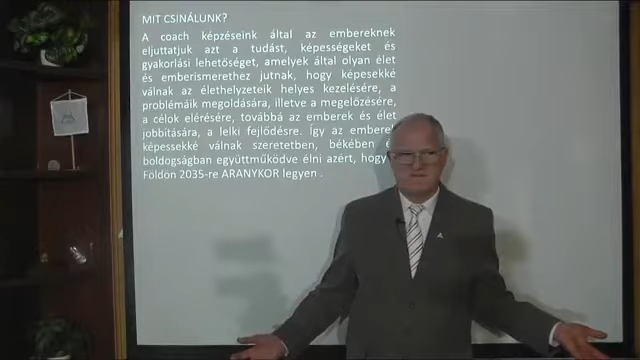 MIT CSINÁLUNK?
A coach képzéseink által az embereknek
eljuttatjuk azt a tudást, képességeket és
gyakorlási lehetőséget, amelyek által olyan élet
és emberismerethez jutnak, hogy képesekké
válnak az élethelyzeteik helyes kezelésére, a
problémáik megoldására, illetve a megelőzésére,
a célok elérésére, továbbá az emberek és élet
jobbítására, a lelki fejlődésre. Így az embere
képessekké válnak szeretetben, békében
boldogságban együttműködve élni azért, hogy
Földön 2035-re ARANYKOR legyen .